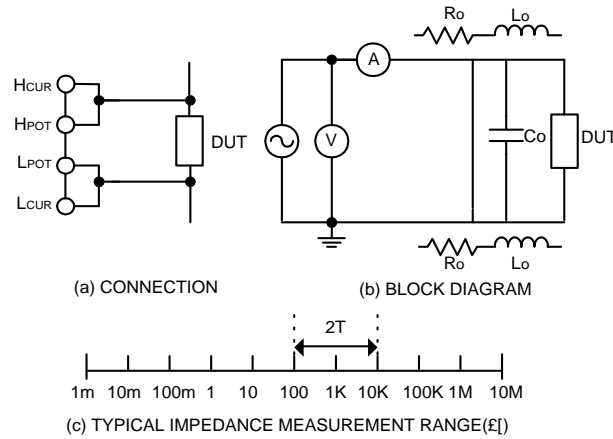 Ro Lo
A
HCUR
HPOT
LPOT
LCUR
DUT
V
Co
DUT
Ro Lo
(a) CONNECTION
(b) BLOCK DIAGRAM
2T
1m 10m 100m 1 10 100 1K 10K 100K 1M 10M
(c) TYPICAL IMPEDANCE MEASUREMENT RANGE(£[)